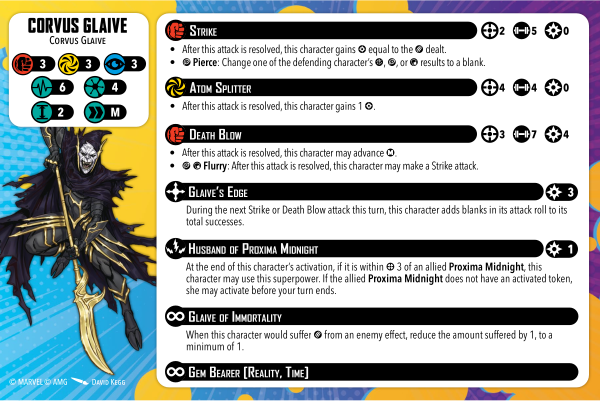 CORVUS GLAIVE
CORVUS GLAIVE
3 3 3
6 4
2 M
STRIKE 2 5 0
• After this attack is resolved, this character gains equal to the dealt.
• Pierce: Change one of the defending character's , , or results to a blank.
ATOM SPLITTER 4 4 0
• After this attack is resolved, this character gains 1 .
DEATH BLOW 3 7 4
• After this attack is resolved, this character may advance M.
• Flurry: After this attack is resolved, this character may make a Strike attack.
GLAIVE'S EDGE 3
During the next Strike or Death Blow attack this turn, this character adds blanks in its attack roll to its
total successes.
HUSBAND OF PROXIMA MIDNIGHT 1
At the end of this character's activation, if it is within 3 of an allied Proxima Midnight, this
character may use this superpower. If the allied Proxima Midnight does not have an activated token,
she may activate before your turn ends.
GLAIVE OF IMMORTALITY
When this character would suffer from an enemy effect, reduce the amount suffered by 1, to a
minimum of 1.
GEM BEARER [REALITY, TIME]
© MARVEL © AMG DAVID KEGG